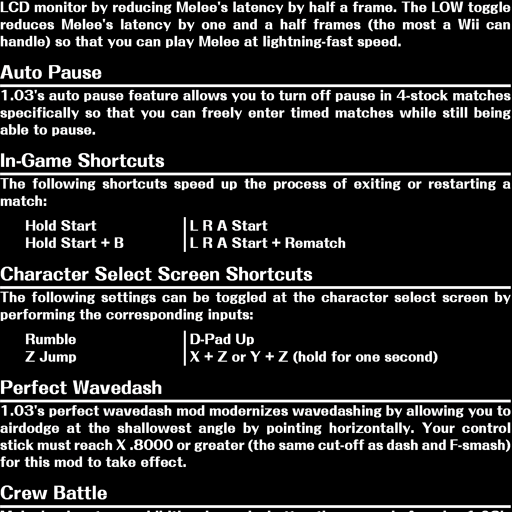 LCD monitor by reducing Melee's latency by half a frame. The LOW toggle
reduces Melee's latency by one and a half frames (the most a Wii can
handle) so that you can play Melee at lightning-fast speed.
Auto Pause
1.03's auto pause feature allows you to turn off pause in 4-stock matches
specifically so that you can freely enter timed matches while still being
able to pause.
In-Game Shortcuts
The following shortcuts speed up the process of exiting or restarting a
match:
Hold Start L R A Start
Hold Start + B L R A Start + Rematch
Character Select Screen Shortcuts
The following settings can be toggled at the character select screen by
performing the corresponding inputs:
Rumble D-Pad Up
Z Jump X + Z or Y + Z (hold for one second)
Perfect Wavedash
1.03's perfect wavedash mod modernizes wavedashing by allowing you to
airdodge at the shallowest angle by pointing horizontally. Your control
stick must reach X .8000 or greater (the same cut-off as dash and F-smash)
for this mod to take effect.
Crew Battle